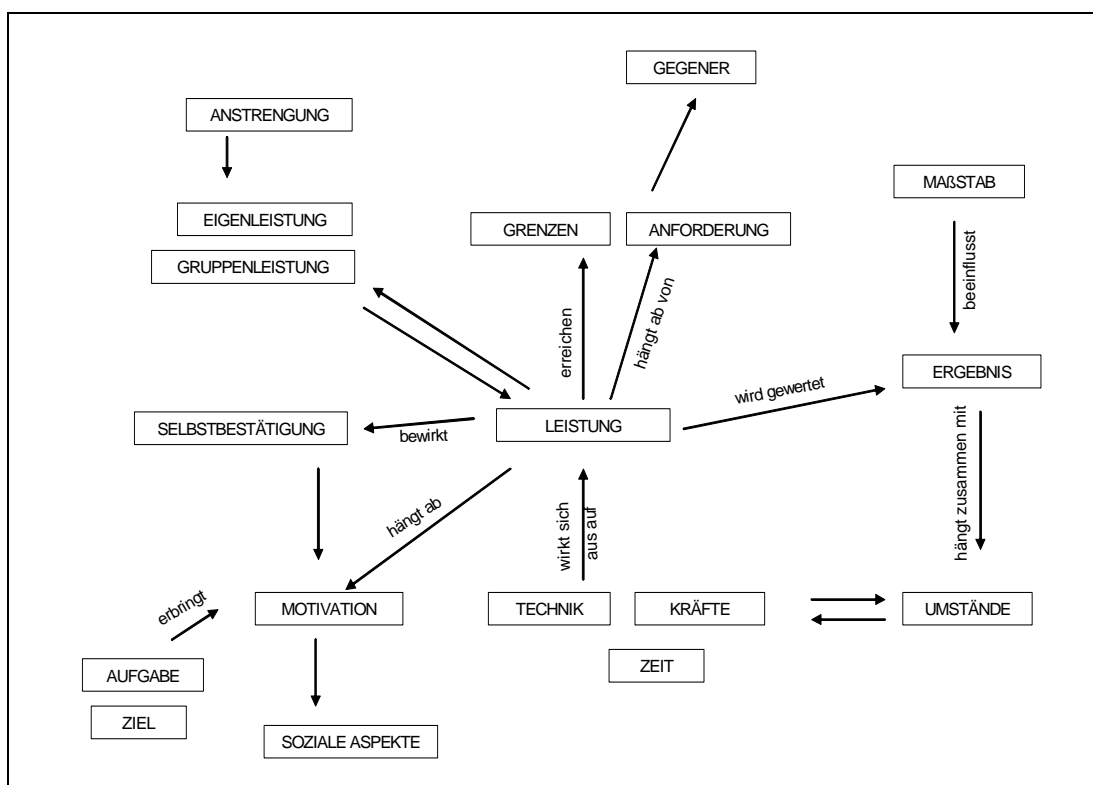 GEGENER
ANSTRENGUNG
MAßSTAB
EIGENLEISTUNG
GRENZEN
ANFORDERUNG
GRUPPENLEISTUNG
beeinflusst
erreichen
hängt ab von
ERGEBNIS
wird gewertet
SELBSTBESTÄTIGUNG
bewirkt
LEISTUNG
hängt ab
wirkt sich
aus auf
hängt zusammen mit
erbringt
MOTIVATION
TECHNIK
KRÄFTE
UMSTÄNDE
AUFGABE
ZEIT
ZIEL
SOZIALE ASPEKTE